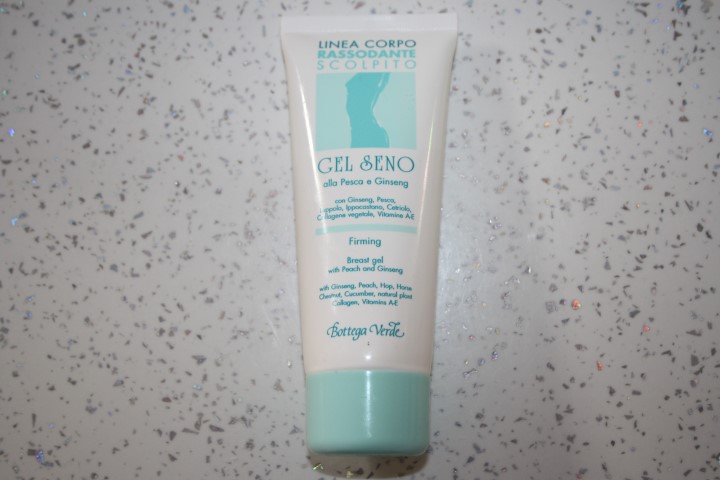 LINEA CORPO
RASSODANTE
SCOLPITO
GEL SENO
alla Pesca e Ginseng
con Ginseng, Pesca,
Luppolo, Ippocastano, Cetriolo,
Collagene vegetale, Vitamine A-E
Firming
Breast gel
with Peach and Ginseng
with Ginseng, Peach, Hop, Horse
Chestnut, Cucumber, natural plant
Collagen, Vitamins A-E
Bottega Verde